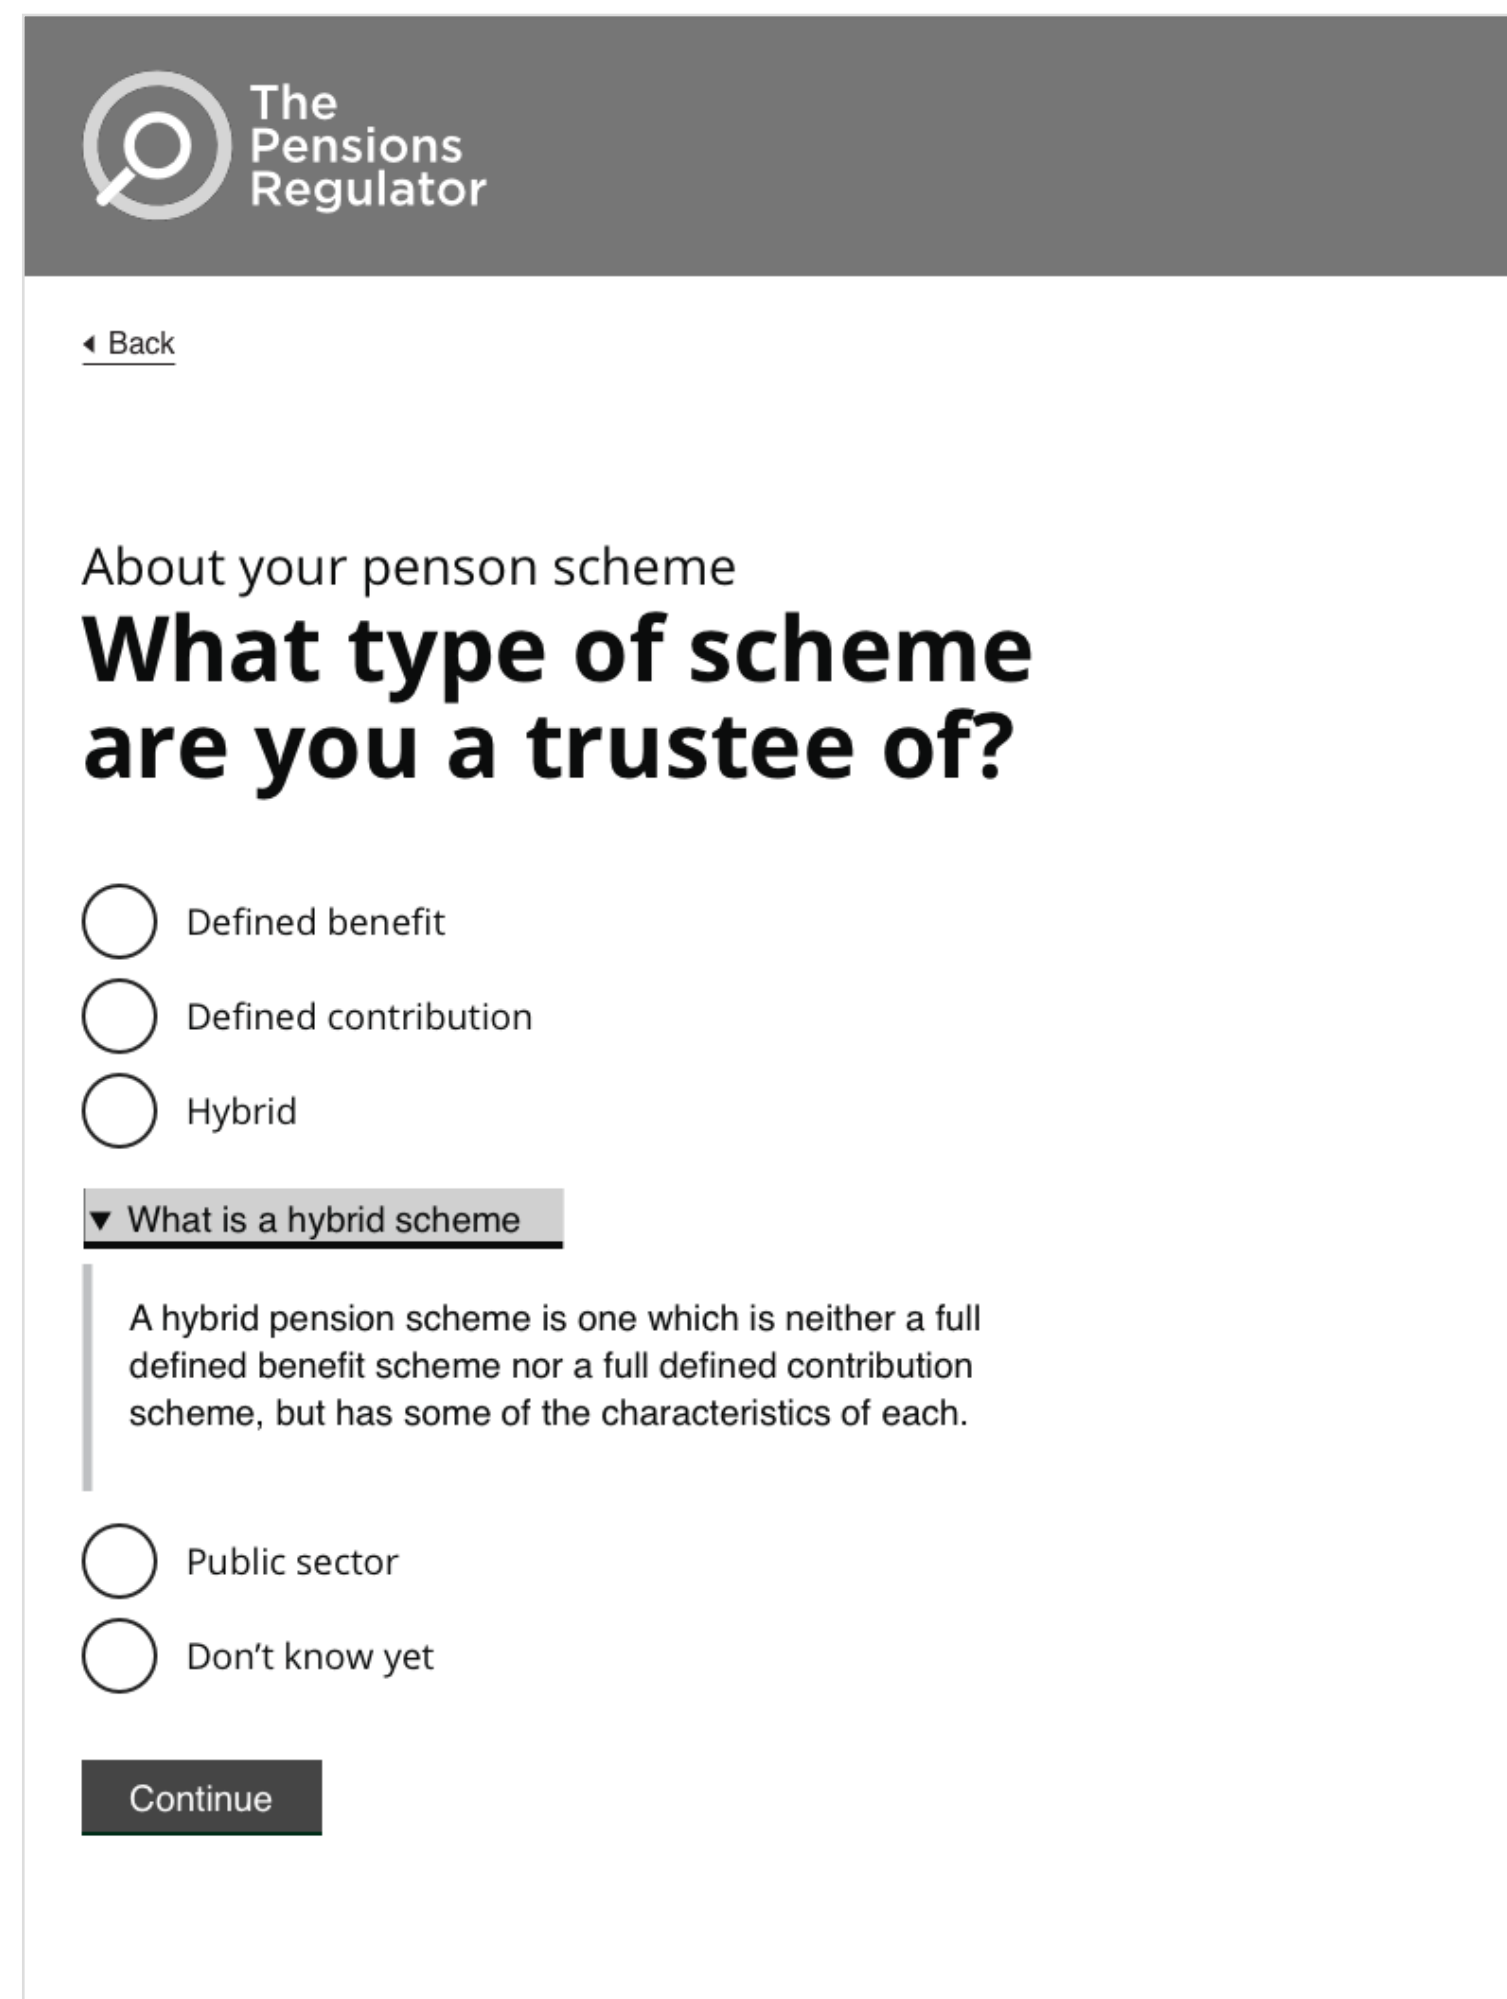 The
Pensions
Regulator
Back
About your penson scheme
What type of scheme
are you a trustee of?
Defined benefit
Defined contribution
Hybrid
What is a hybrid scheme
A hybrid pension scheme is one which is neither a full
defined benefit scheme nor a full defined contribution
scheme, but has some of the characteristics of each.
Public sector
Don’t know yet
Continue